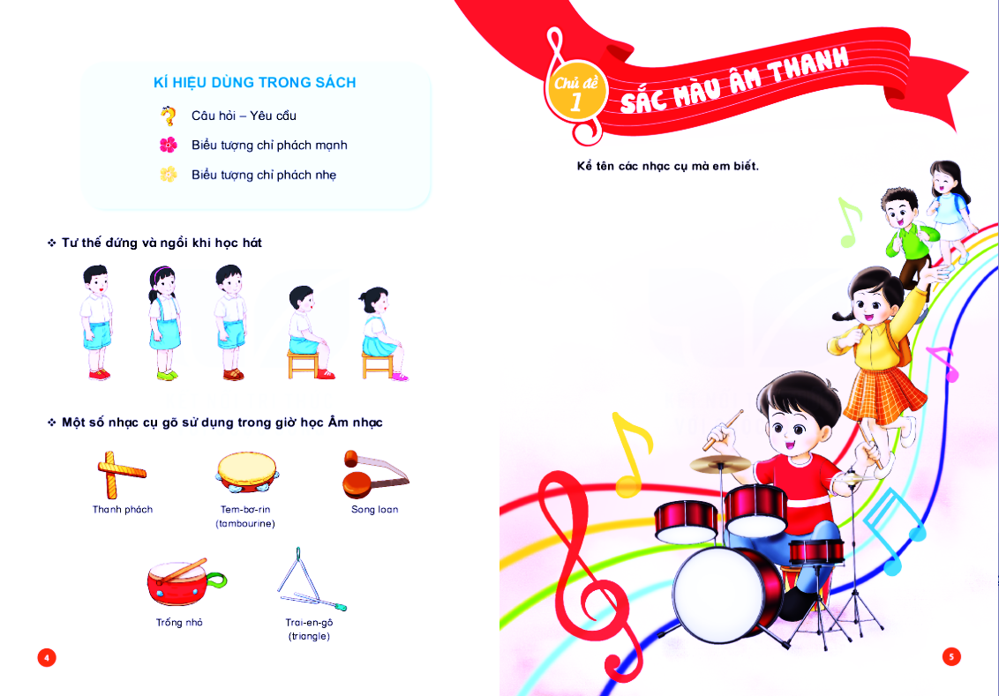 KÍ HIỆU DÙNG TRONG SÁCH
Câu hỏi – Yêu cầu
Biểu tượng chỉ phách mạnh
Biểu tượng chỉ phách nhẹ
❖ Tư thế đứng và ngồi khi học hát
❖ Một số nhạc cụ gõ sử dụng trong giờ học Âm nhạc
Thanh phách
Tem-bơ-rin
(tambourine)
Song loan
Trống nhỏ
Trai-en-gô
(triangle)
4
Chủ đề
1
SẮC MÀU ÂM THANH
Kể tên các nhạc cụ mà em biết.
5